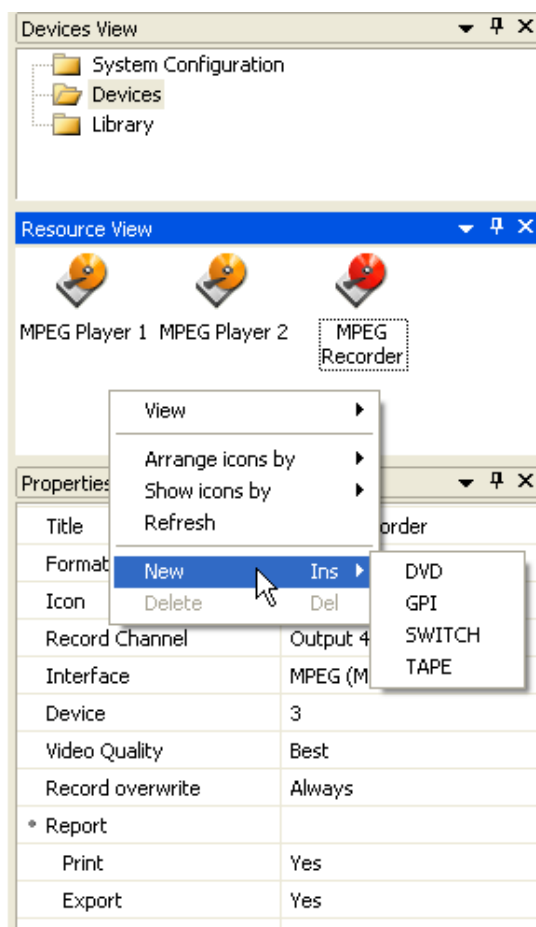 Devices View
System Configuration
Devices
Library
Resource View
MPEG Player 1 MPEG Player 2 MPEG
Recorder
View
Arrange icons by
Show icons by
Refresh
New Ins
Delete Del
DVD
GPI
SWITCH
TAPE
Properties
Title order
Format
Icon
Record Channel Output 4
Interface MPEG (M
Device 3
Video Quality Best
Record overwrite Always
Report
Print Yes
Export Yes